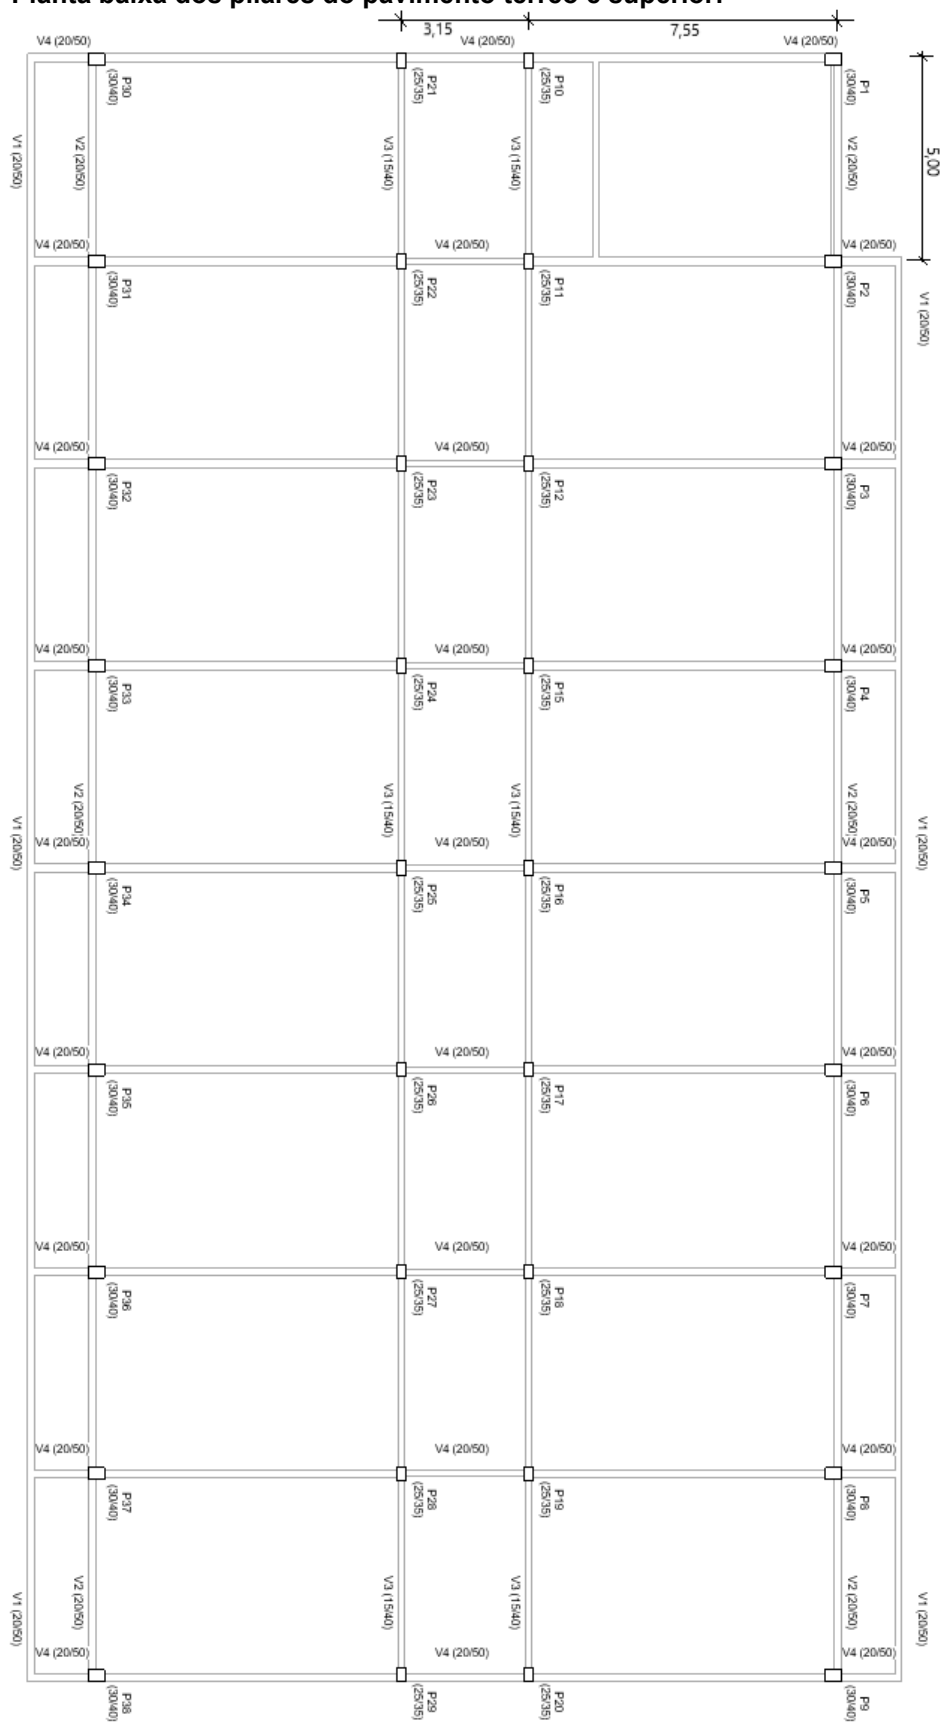 Planta baixa dos pilares do pavimento térreo e superior:
3,15
7,55
V4 (20/50)
V4 (20/50)
V4 (20/50)
P30
(30/40)
P21
(25/35)
P10
(25/35)
P1
(30/40)
5,00
V1 (20/50)
V2 (20/50)
V3 (15/40)
V3 (15/40)
V2 (20/50)
V4 (20/50)
V4 (20/50)
V4 (20/50)
P31
(30/40)
P22
(25/35)
P11
(25/35)
P2
(30/40)
V1 (20/50)
V4 (20/50)
V4 (20/50)
V4 (20/50)
P32
(30/40)
P23
(25/35)
P12
(25/35)
P3
(30/40)
V4 (20/50)
V4 (20/50)
V4 (20/50)
P33
(30/40)
P24
(25/35)
P15
(25/35)
P4
(30/40)
V1 (20/50)
V2 (20/50)
V3 (15/40)
V3 (15/40)
V2 (20/50)
V1 (20/50)
V4 (20/50)
V4 (20/50)
V4 (20/50)
P34
(30/40)
P25
(25/35)
P16
(25/35)
P5
(30/40)
V4 (20/50)
V4 (20/50)
V4 (20/50)
P35
(30/40)
P26
(25/35)
P17
(25/35)
P6
(30/40)
V4 (20/50)
V4 (20/50)
V4 (20/50)
P36
(30/40)
P27
(25/35)
P18
(25/35)
P7
(30/40)
V4 (20/50)
V4 (20/50)
V4 (20/50)
P37
(30/40)
P28
(25/35)
P19
(25/35)
P8
(30/40)
V1 (20/50)
V2 (20/50)
V3 (15/40)
V3 (15/40)
V2 (20/50)
V1 (20/50)
V4 (20/50)
V4 (20/50)
V4 (20/50)
P38
(30/40)
P29
(25/35)
P20
(25/35)
P9
(30/40)